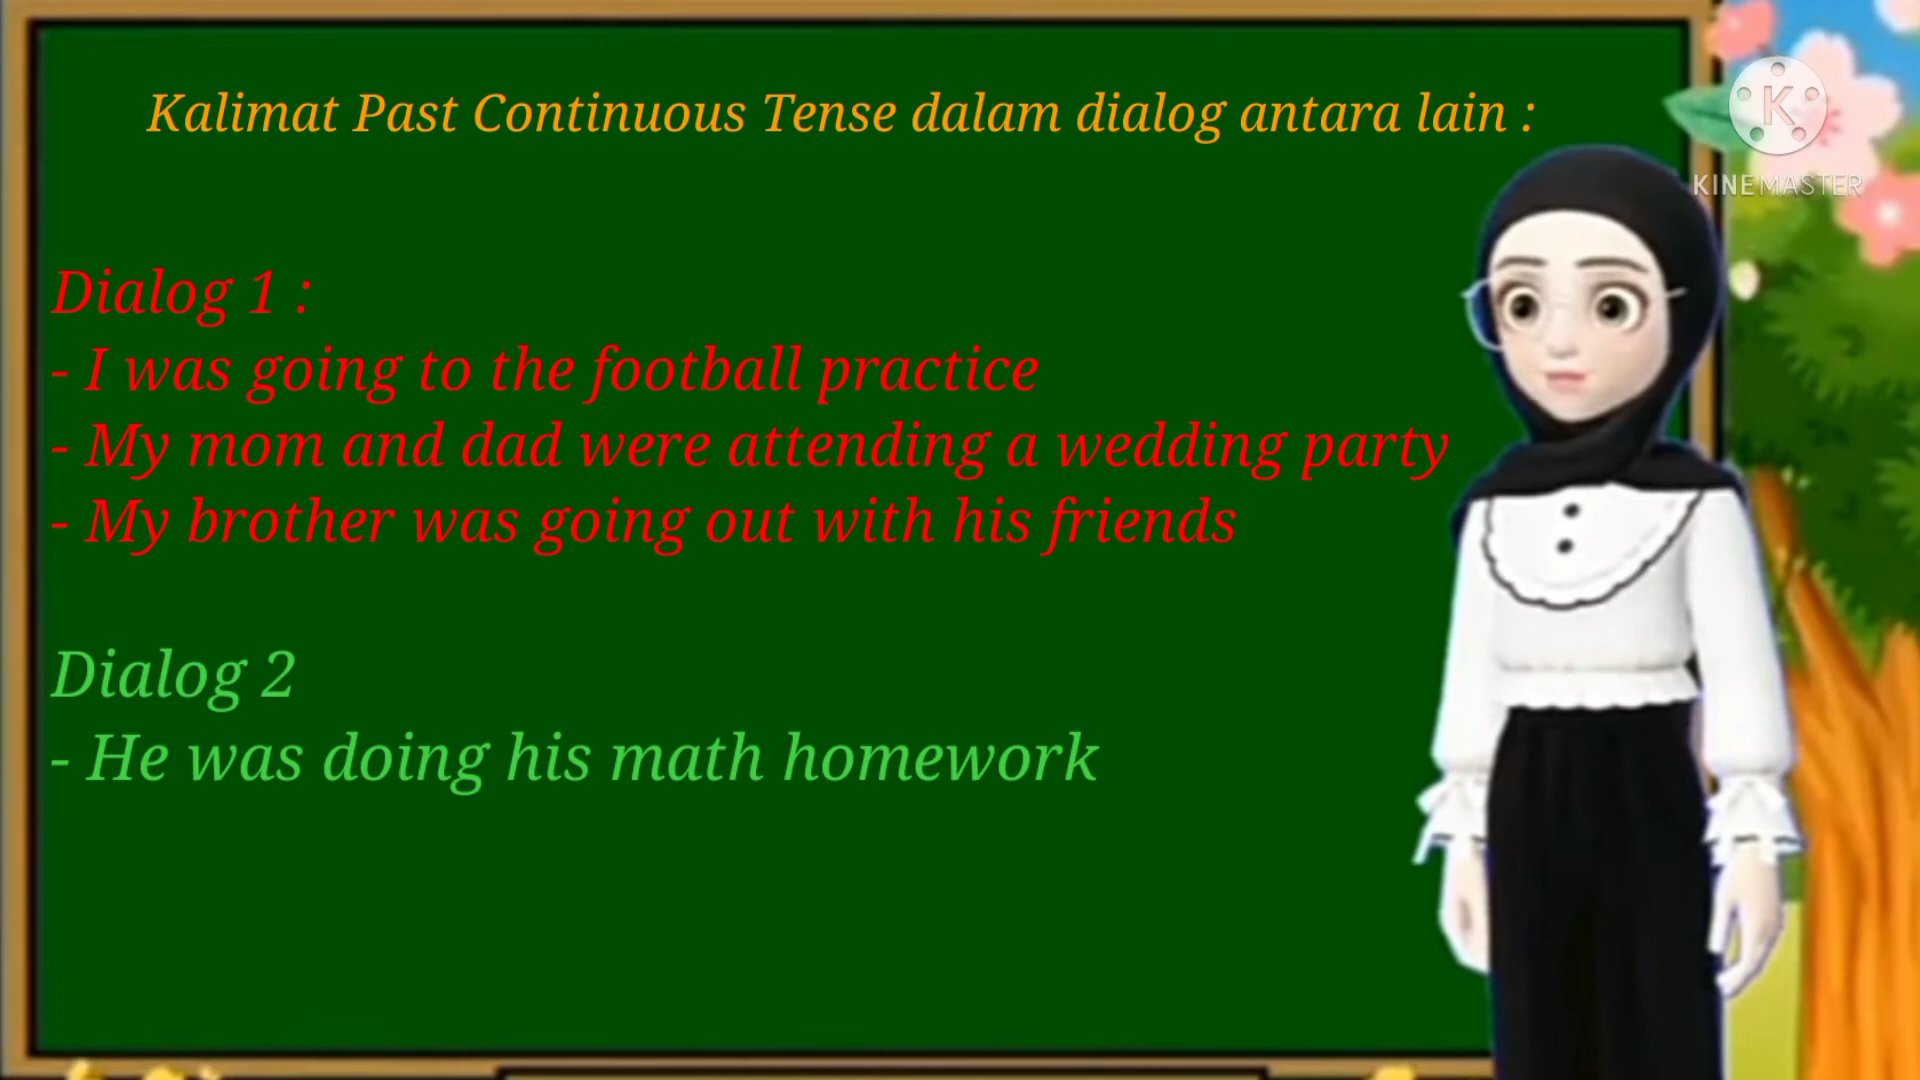 Kalimat Past Continuous Tense dalam dialog antara lain :
K
KINEMASTER
Dialog 1 :
- I was going to the football practice
- My mom and dad were attending a wedding party
- My brother was going out with his friends
Dialog 2
- He was doing his math homework